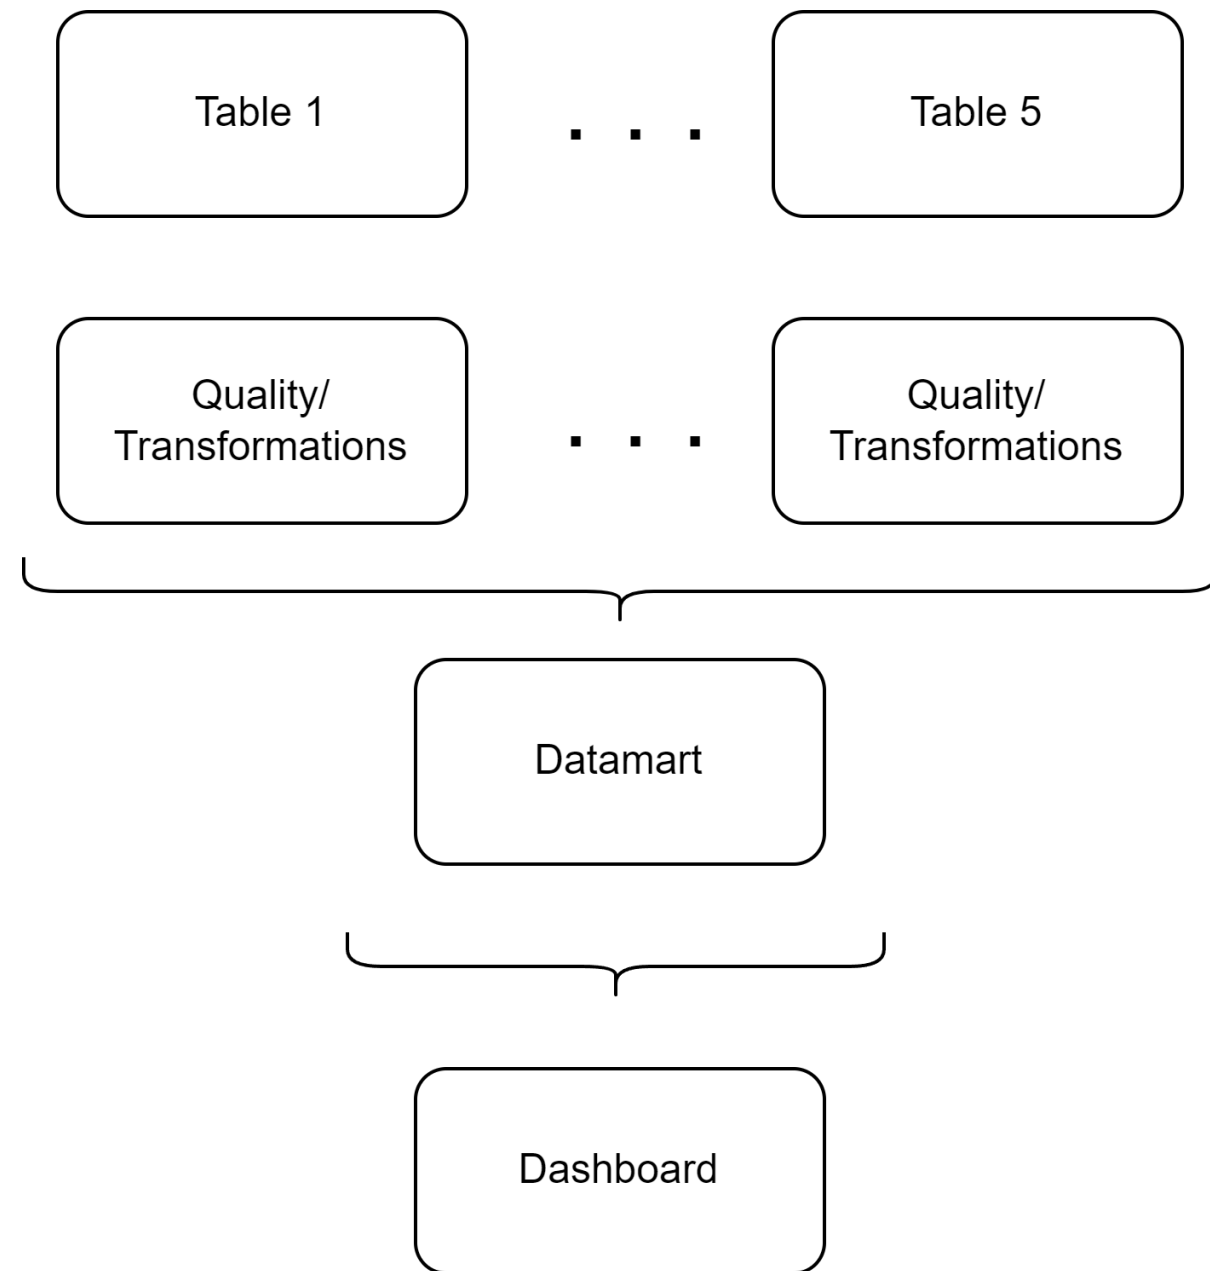 Table 1
. . .
Table 5
Quality/
Transformations
. . .
Quality/
Transformations
Datamart
Dashboard